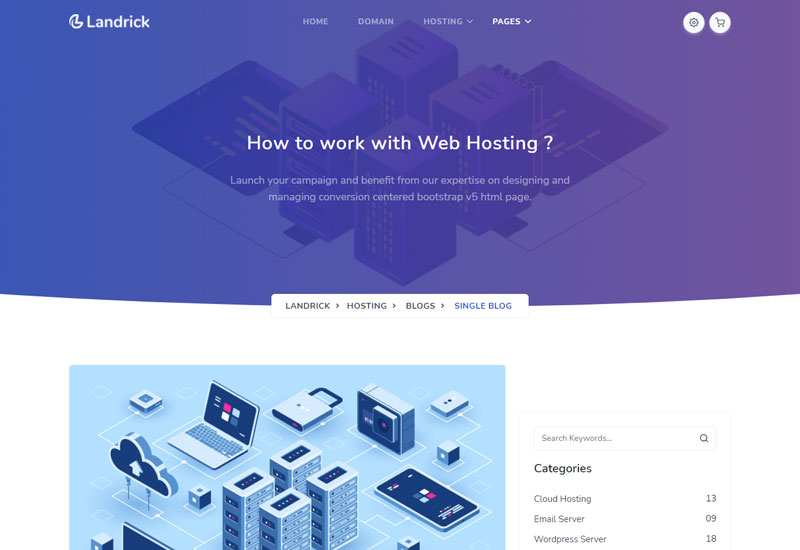 Landrick
HOME DOMAIN HOSTING PAGES
How to work with Web Hosting ?
Launch your campaign and benefit from our expertise on designing and
managing conversion centered bootstrap v5 html page.
LANDRICK HOSTING BLOGS SINGLE BLOG
Search Keywords...
Categories
Cloud Hosting 13
Email Server 09
Wordpress Server 18